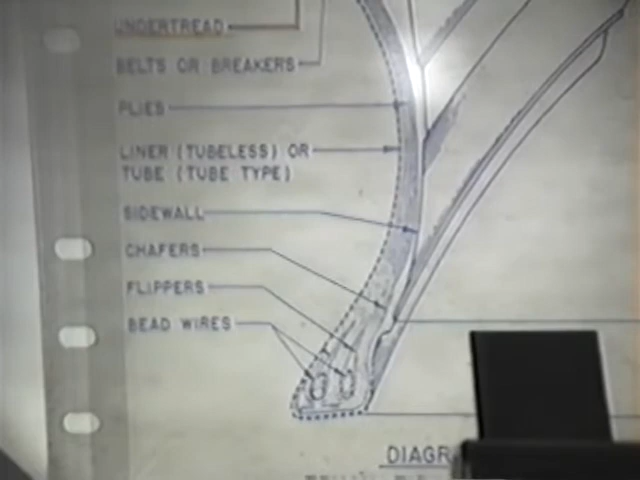 UNDERTREAD
BELTS OR BREAKERS
PLIES
LINER (TUBELESS) OR
TUBE (TUBE TYPE)
SIDEWALL
CHAFERS
FLIPPERS
BEAD WIRES
DIAGR